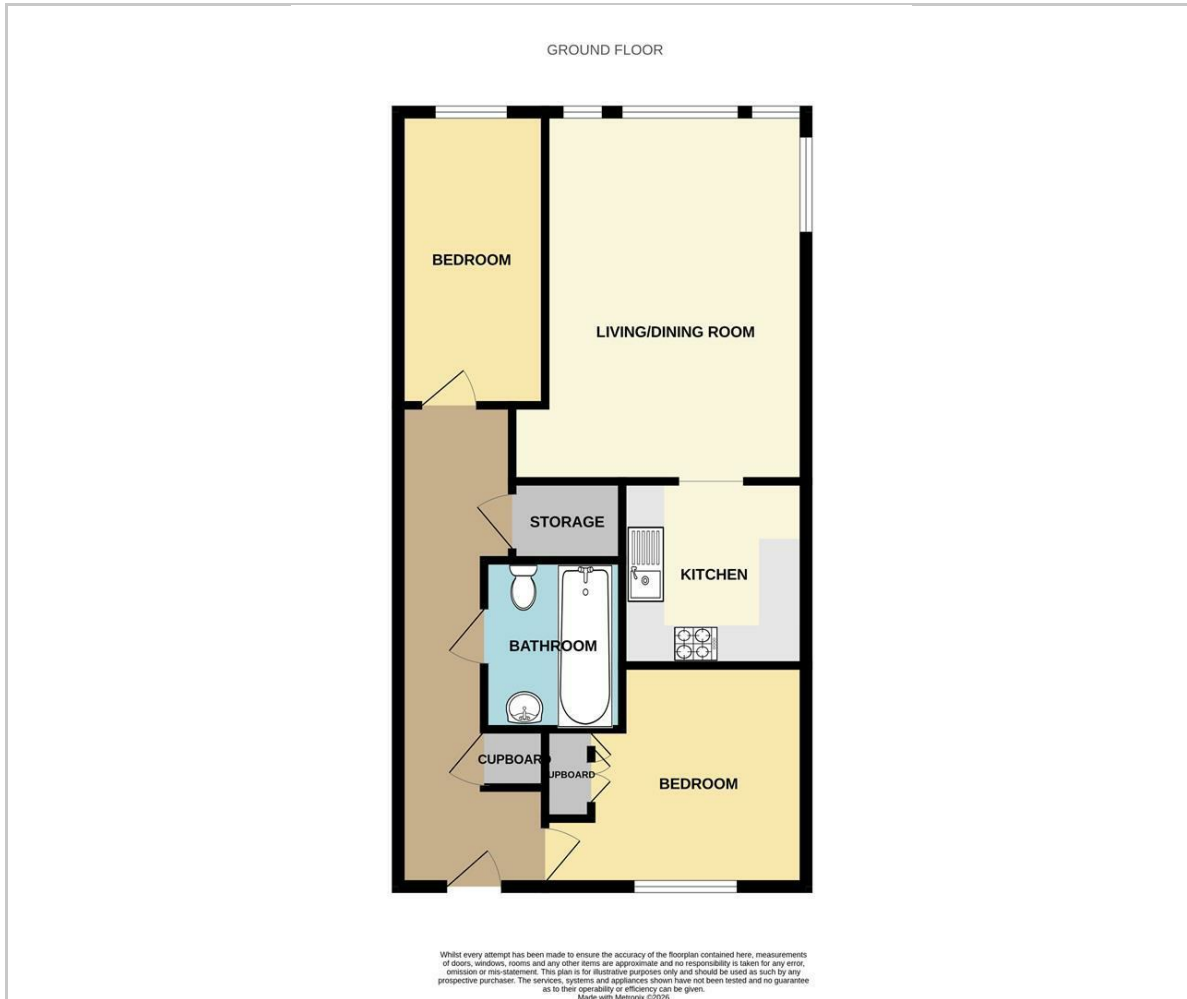 GROUND FLOOR
BEDROOM
LIVING/DINING ROOM
STORAGE
KITCHEN
BATHROOM
CUPBOARD
UPBOARD
BEDROOM
Whilst every attempt has been made to ensure the accuracy of the floorplan contained here, measurements
of doors, windows, rooms and any other items are approximate and no responsibility is taken for any error,
omission or mis-statement. This plan is for illustrative purposes only and should be used as such by any
prospective purchaser. The services, systems and appliances shown have not been tested and no guarantee
as to their operability or efficiency can be given.
Made with Metropix ©2026